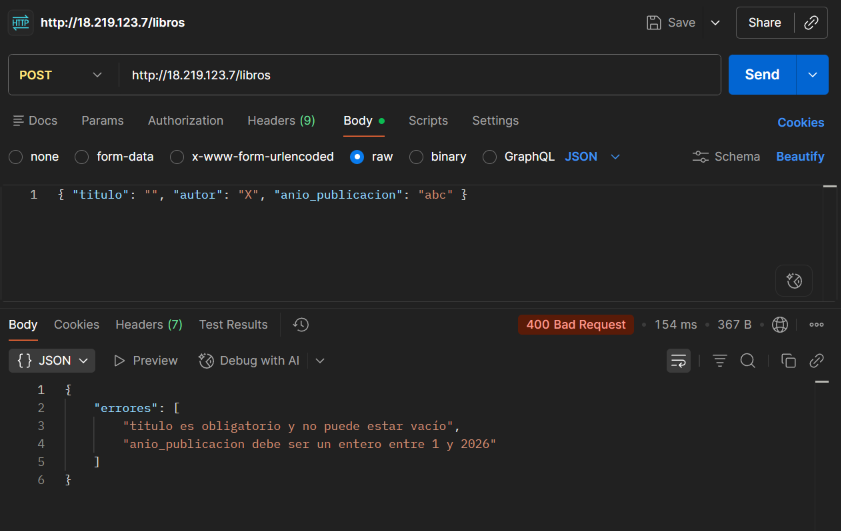 HTTP http://18.219.123.7/libros Save Share
POST http://18.219.123.7/libros Send
Docs Params Authorization Headers (9) Body Scripts Settings Cookies
none form-data x-www-form-urlencoded raw binary GraphQL JSON Schema Beautify
1 { "titulo": "", "autor": "X", "anio_publicacion": "abc" }
Body Cookies Headers (7) Test Results 400 Bad Request 154 ms 367 B
{} JSON Preview Debug with AI
1 {
2 "errores": [
3 "titulo es obligatorio y no puede estar vacío",
4 "anio_publicacion debe ser un entero entre 1 y 2026"
5 ]
6 }